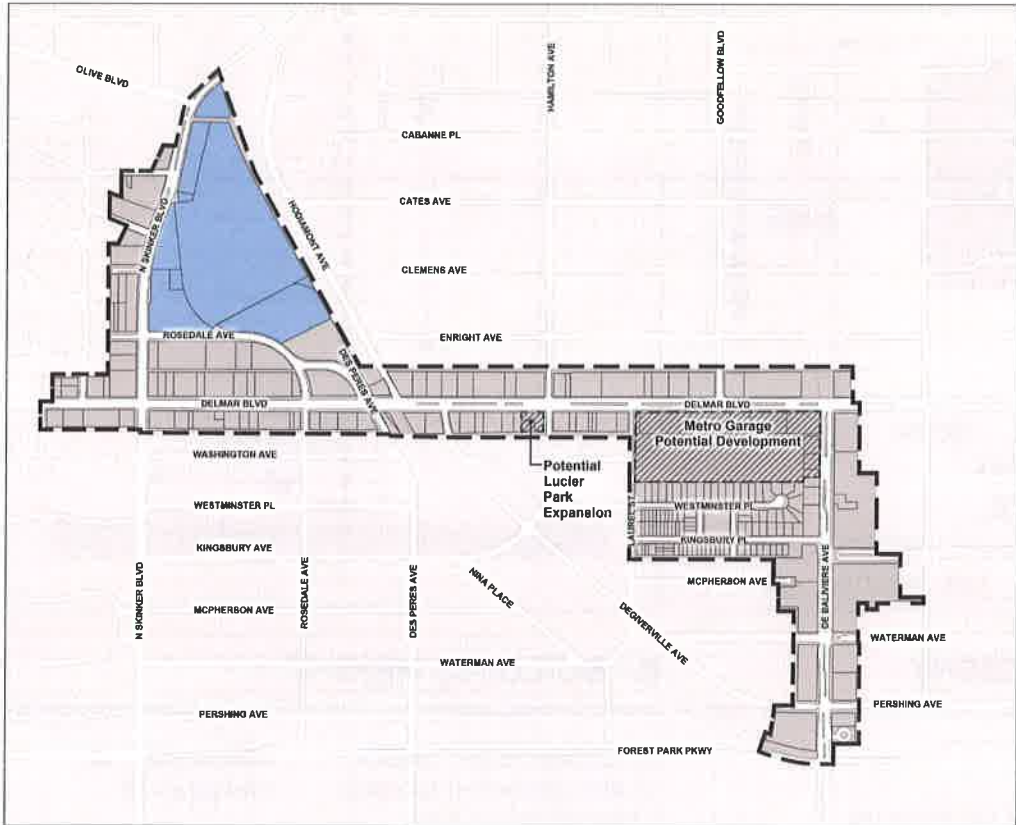 OLIVE BLVD
HAMILTON AVE
GOODFELLOW BLVD
CABANNE PL
CATES AVE
N SKINKER BLVD
HODIAMONT AVE
CLEMENS AVE
ROSEDALE AVE
ENRIGHT AVE
DES PERES AVE
DELMAR BLVD
DELMAR BLVD
Metro Garage
Potential Development
WASHINGTON AVE
Potential
Lucier
Park
Expansion
WESTMINSTER PL
WESTMINSTER PL
LAUREL ST
KINGSBURY AVE
KINGSBURY PL
N SKINKER BLVD
ROSEDALE AVE
DES PERES AVE
NINA PLACE
MCPHERSON AVE
DE BALIVIERE AVE
MCPHERSON AVE
DEGIVERVILLE AVE
WATERMAN AVE
WATERMAN AVE
PERSHING AVE
PERSHING AVE
FOREST PARK PKWY